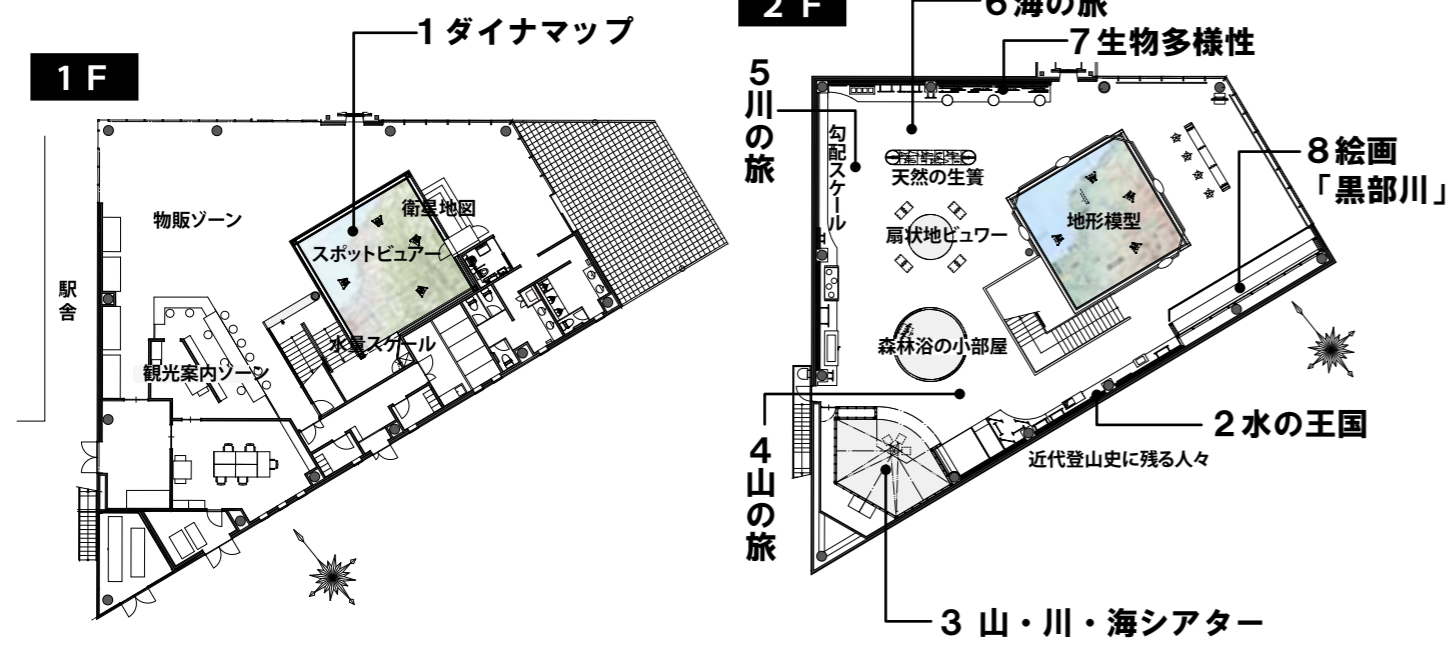 1 F
1 ダイナマップ
衛星地図
物販ゾーン
スポットビュアー
駅舎
水量スケール
観光案内ゾーン
2 F
6 海の旅
7 生物多様性
5 川の旅
勾配スケール
天然の生簀
8 絵画
「黒部川」
扇状地ビュワー
地形模型
森林浴の小部屋
4 山の旅
2 水の王国
近代登山史に残る人々
3 山・川・海シアター